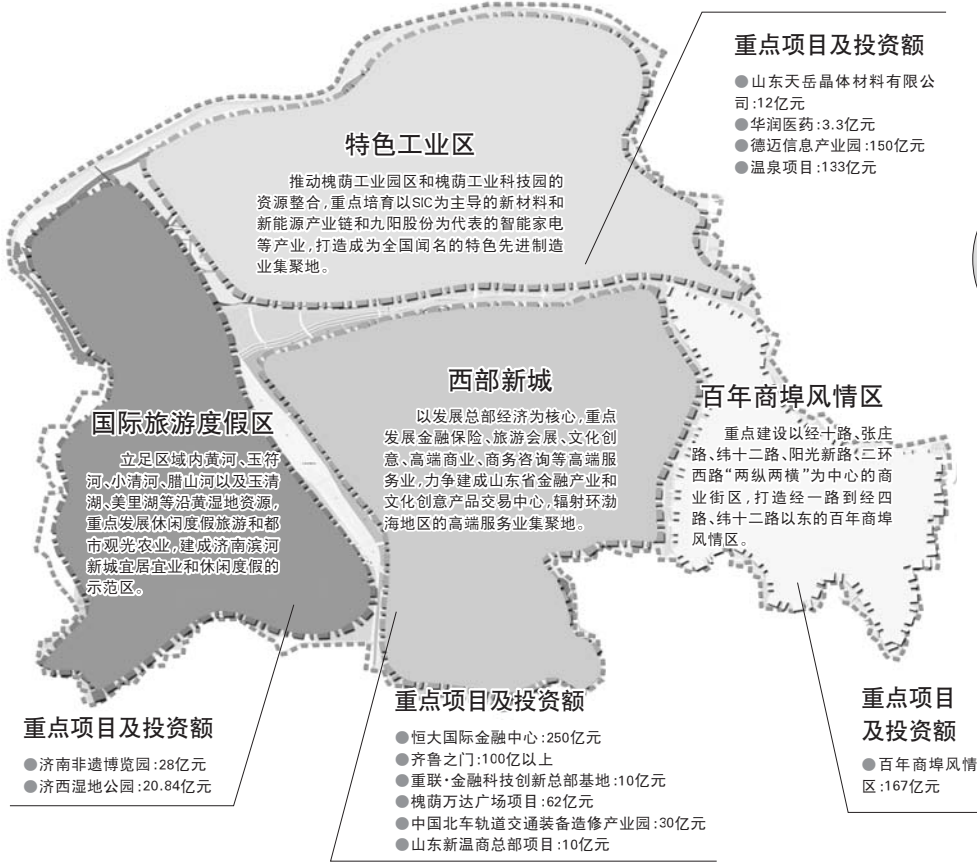 重点项目及投资额
●山东天岳晶体材料有限公
司:12亿元
●华润医药:3.3亿元
●德迈信息产业园:150亿元
●温泉项目:133亿元
特色工业区
推动槐荫工业园区和槐荫工业科技园的
资源整合,重点培育以SIC为主导的新材料和
新能源产业链和九阳股份为代表的智能家电
等产业,打造成为全国闻名的特色先进制造
业集聚地。
国际旅游度假区
立足区域内黄河、玉符
河、小清河、腊山河以及玉清
湖、美里湖等沿黄湿地资源,
重点发展休闲度假旅游和都
市观光农业,建成济南滨河
新城宜居宜业和休闲度假的
示范区。
西部新城
以发展总部经济为核心,重点
发展金融保险、旅游会展、文化创
意、高端商业、商务咨询等高端服
务业,力争建成山东省金融产业和
文化创意产品交易中心,辐射环渤
海地区的高端服务业集聚地。
百年商埠风情区
重点建设以经十路、张庄
路、纬十二路、阳光新路、二环
西路“两纵两横”为中心的商
业街区,打造经一路到经四
路、纬十二路以东的百年商埠
风情区。
重点项目及投资额
●济南非遗博览园:28亿元
●济西湿地公园:20.84亿元
重点项目及投资额
●恒大国际金融中心:250亿元
●齐鲁之门:100亿以上
●重联·金融科技创新总部基地:10亿元
●槐荫万达广场项目:62亿元
●中国北车轨道交通装备造修产业园:30亿元
●山东新温商总部项目:10亿元
重点项目
及投资额
●百年商埠风情
区:167亿元